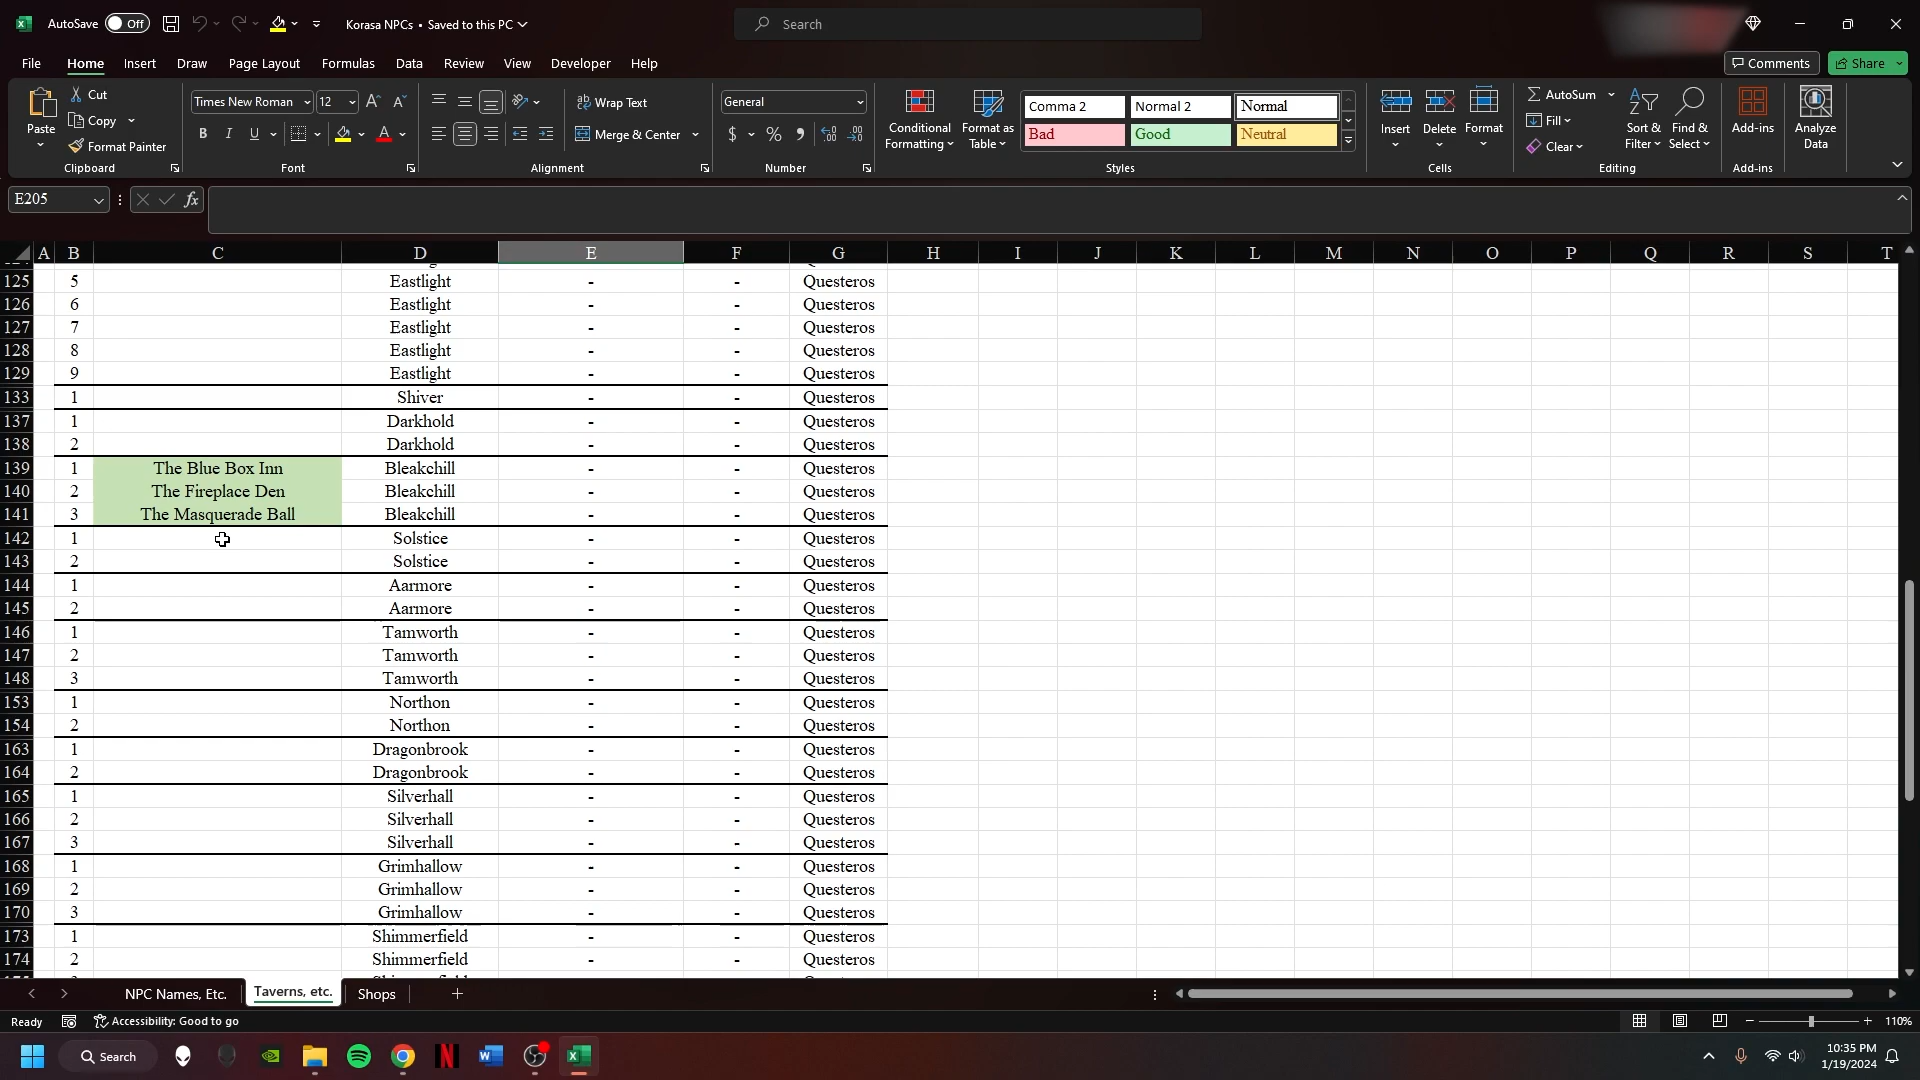 AutoSave Off Korasa NPCs • Saved to this PC Search
File Home Insert Draw Page Layout Formulas Data Review View Developer Help Comments Share
Paste Cut Copy Format Painter Clipboard
Times New Roman 12 B I U A Font
Wrap Text Merge & Center Alignment
General $ % Number
Conditional Formatting Format as Table Comma 2 Normal 2 Normal Bad Good Neutral Styles
Insert Delete Format Cells
AutoSum Fill Clear Sort & Filter Find & Select Editing
Add-ins Add-ins
Analyze Data
E205 fx
A B C D E F G H I J K L M N O P Q R S T
125 5 Eastlight - - Questeros
126 6 Eastlight - - Questeros
127 7 Eastlight - - Questeros
128 8 Eastlight - - Questeros
129 9 Eastlight - - Questeros
133 1 Shiver - - Questeros
137 1 Darkhold - - Questeros
138 2 Darkhold - - Questeros
139 1 The Blue Box Inn Bleakchill - - Questeros
140 2 The Fireplace Den Bleakchill - - Questeros
141 3 The Masquerade Ball Bleakchill - - Questeros
142 1 Solstice - - Questeros
143 2 Solstice - - Questeros
144 1 Aarmore - - Questeros
145 2 Aarmore - - Questeros
146 1 Tamworth - - Questeros
147 2 Tamworth - - Questeros
148 3 Tamworth - - Questeros
153 1 Northon - - Questeros
154 2 Northon - - Questeros
163 1 Dragonbrook - - Questeros
164 2 Dragonbrook - - Questeros
165 1 Silverhall - - Questeros
166 2 Silverhall - - Questeros
167 3 Silverhall - - Questeros
168 1 Grimhallow - - Questeros
169 2 Grimhallow - - Questeros
170 3 Grimhallow - - Questeros
173 1 Shimmerfield - - Questeros
174 2 Shimmerfield - - Questeros
NPC Names, Etc. Taverns, etc. Shops
Ready Accessibility: Good to go 110%
Search 10:35 PM
1/19/2024